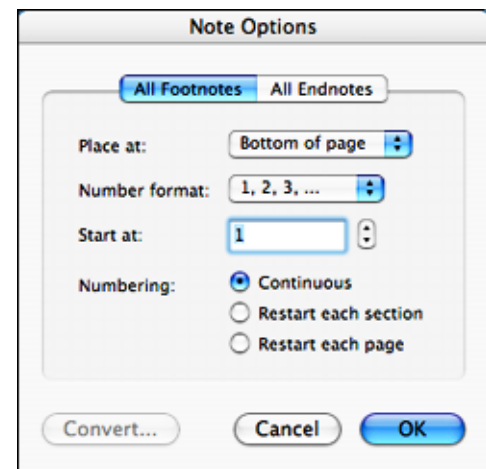 Note Options
All Footnotes All Endnotes
Place at: Bottom of page
Number format: 1, 2, 3, ...
Start at: 1
Numbering: Continuous
Restart each section
Restart each page
Convert... Cancel OK